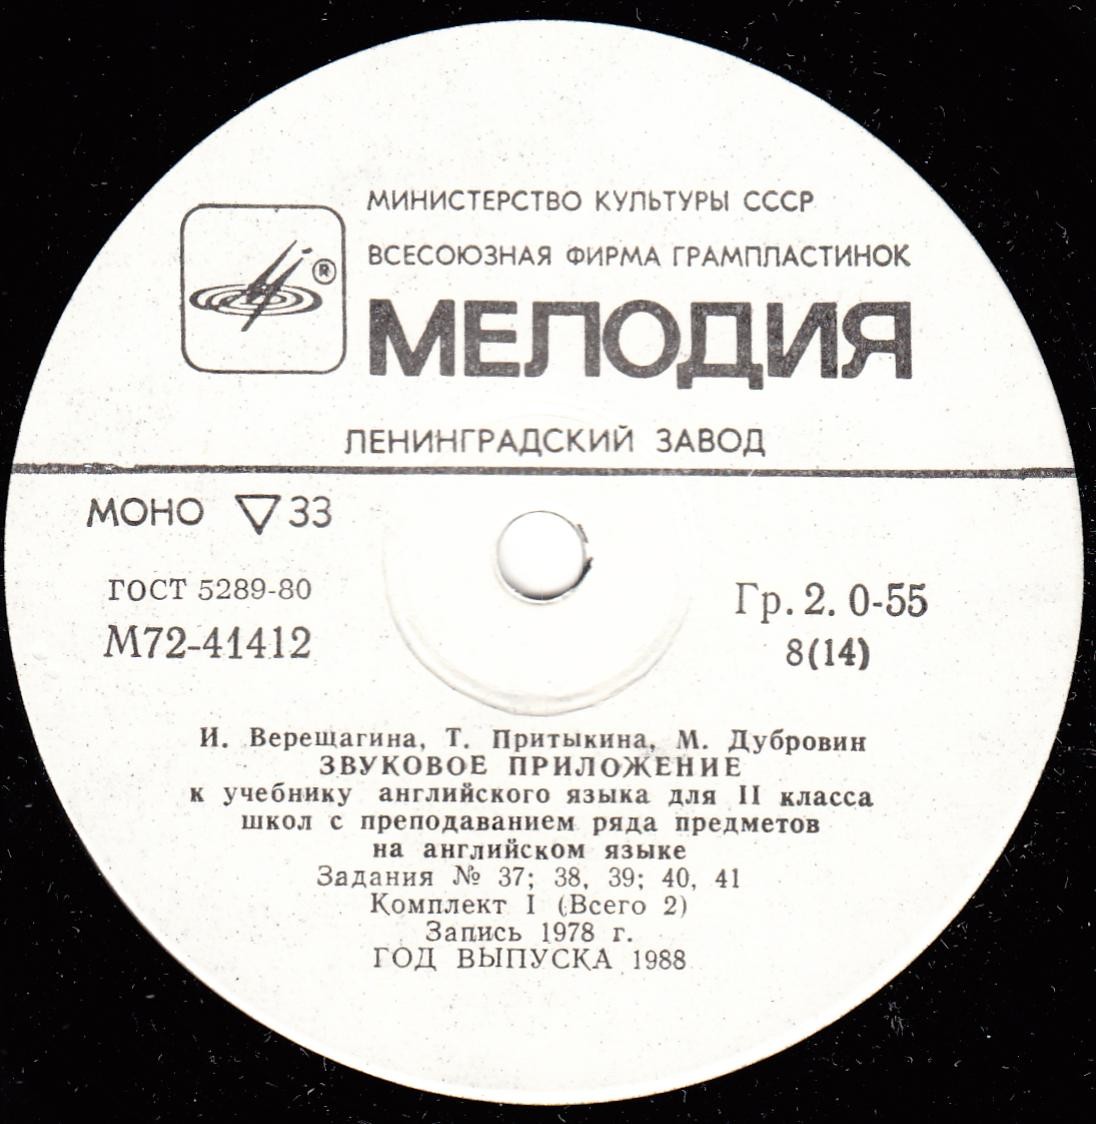 МИНИСТЕРСТВО КУЛЬТУРЫ СССР
ВСЕСОЮЗНАЯ ФИРМА ГРАМПЛАСТИНОК
®
МЕЛОДИЯ
ЛЕНИНГРАДСКИЙ ЗАВОД
МОНО ▽ 33
ГОСТ 5289-80
М72-41412
Гр. 2. 0-55
8(14)
И. Верещагина, Т. Притыкина, М. Дубровин
ЗВУКОВОЕ ПРИЛОЖЕНИЕ
к учебнику английского языка для II класса
школ с преподаванием ряда предметов
на английском языке
Задания № 37; 38, 39; 40, 41
Комплект I (Всего 2)
Запись 1978 г.
ГОД ВЫПУСКА 1988